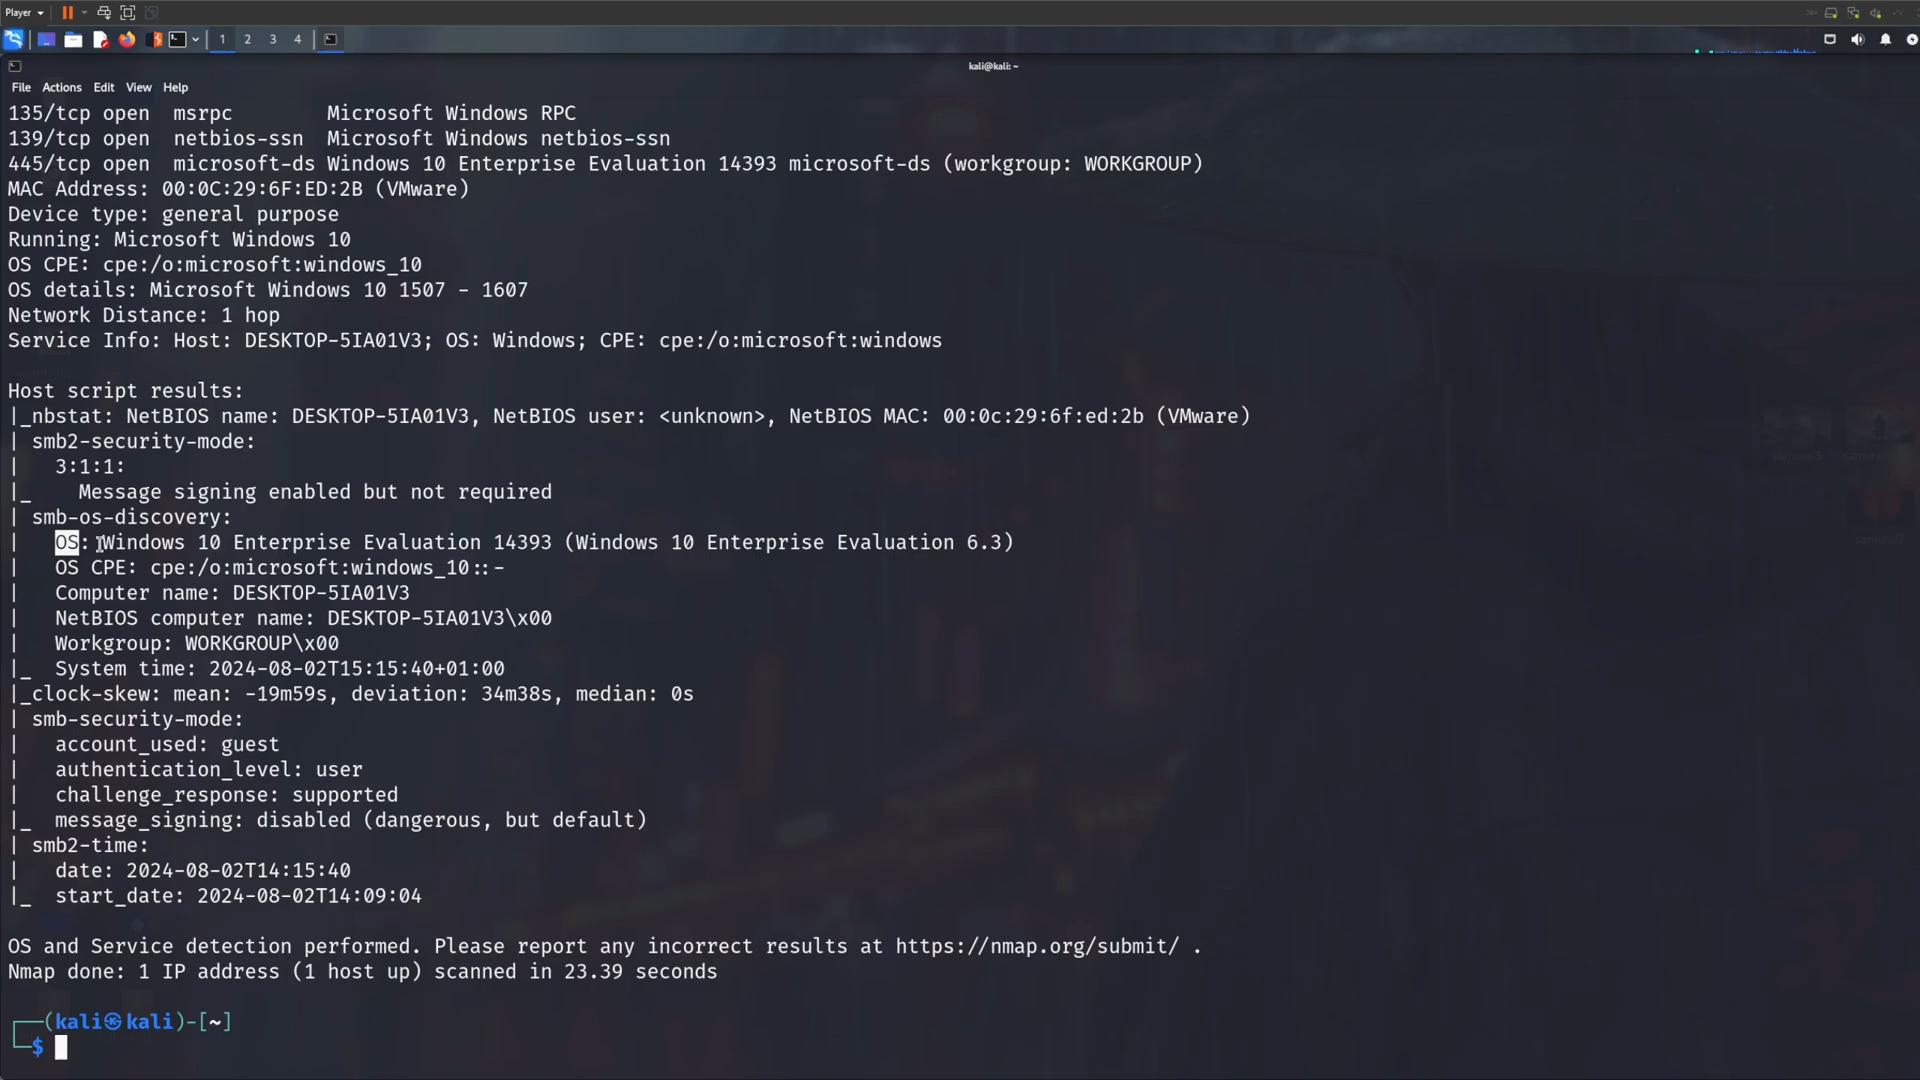 Player
1 2 3 4
kali@kali: ~
File Actions Edit View Help
135/tcp open  msrpc        Microsoft Windows RPC
139/tcp open  netbios-ssn  Microsoft Windows netbios-ssn
445/tcp open  microsoft-ds Windows 10 Enterprise Evaluation 14393 microsoft-ds (workgroup: WORKGROUP)
MAC Address: 00:0C:29:6F:ED:2B (VMware)
Device type: general purpose
Running: Microsoft Windows 10
OS CPE: cpe:/o:microsoft:windows_10
OS details: Microsoft Windows 10 1507 - 1607
Network Distance: 1 hop
Service Info: Host: DESKTOP-5IA01V3; OS: Windows; CPE: cpe:/o:microsoft:windows
Host script results:
|_nbstat: NetBIOS name: DESKTOP-5IA01V3, NetBIOS user: <unknown>, NetBIOS MAC: 00:0c:29:6f:ed:2b (VMware)
| smb2-security-mode:
|   3:1:1:
|_    Message signing enabled but not required
| smb-os-discovery:
|   OS: Windows 10 Enterprise Evaluation 14393 (Windows 10 Enterprise Evaluation 6.3)
|   OS CPE: cpe:/o:microsoft:windows_10::-
|   Computer name: DESKTOP-5IA01V3
|   NetBIOS computer name: DESKTOP-5IA01V3\x00
|   Workgroup: WORKGROUP\x00
|_  System time: 2024-08-02T15:15:40+01:00
|_clock-skew: mean: -19m59s, deviation: 34m38s, median: 0s
| smb-security-mode:
|   account_used: guest
|   authentication_level: user
|   challenge_response: supported
|_  message_signing: disabled (dangerous, but default)
| smb2-time:
|   date: 2024-08-02T14:15:40
|_  start_date: 2024-08-02T14:09:04
OS and Service detection performed. Please report any incorrect results at https://nmap.org/submit/ .
Nmap done: 1 IP address (1 host up) scanned in 23.39 seconds
┌──(kali㉿kali)-[~]
└─$